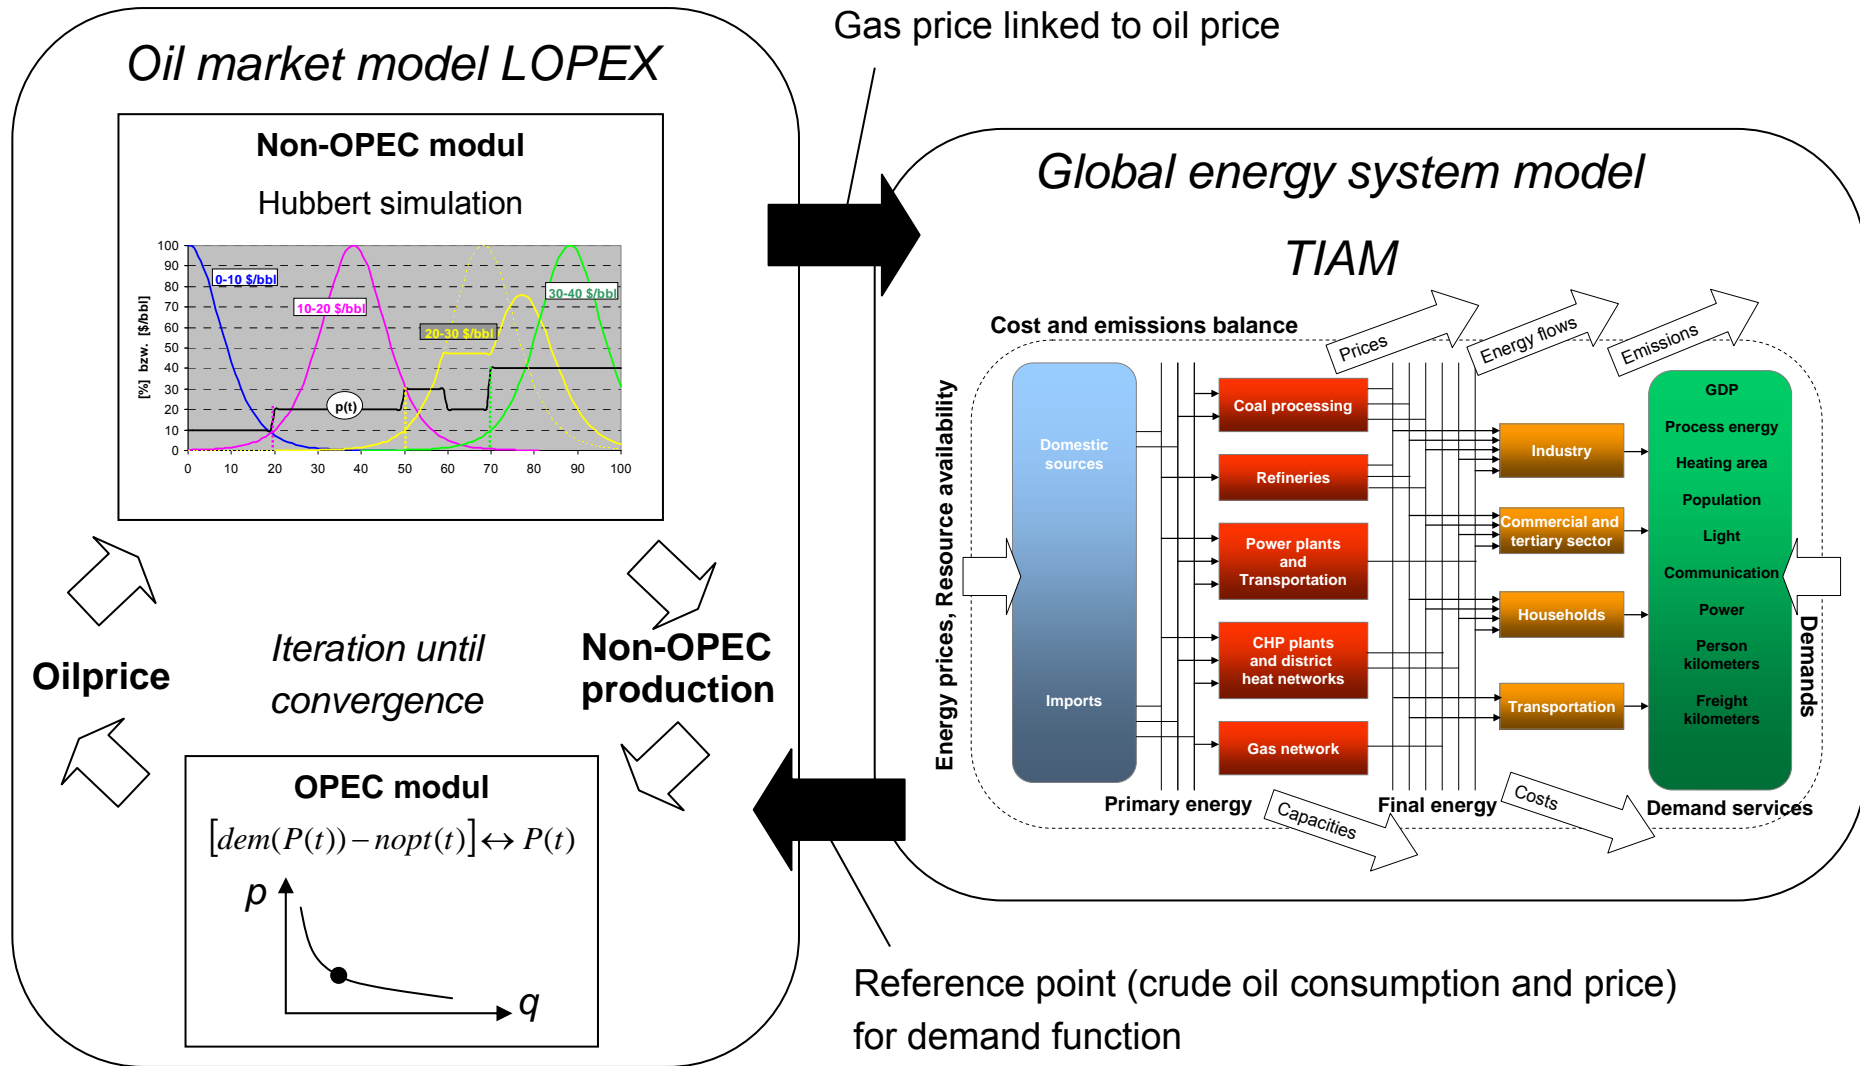 Gas price linked to oil price
Oil market model LOPEX
Non-OPEC modul
Hubbert simulation
[%] bzw. [$/bbl]
100
90
80
70
60
50
40
30
20
10
0
0-10 $/bbl
10-20 $/bbl
20-30 $/bbl
30-40 $/bbl
p(t)
0 10 20 30 40 50 60 70 80 90 100
Oilprice
Iteration until
convergence
Non-OPEC
production
OPEC modul
[dem(P(t)) – nopt(t)] ↔ P(t)
p
q
Global energy system model
TIAM
Cost and emissions balance
Prices
Energy flows
Emissions
Energy prices, Resource availability
Domestic
sources
Imports
Coal processing
Refineries
Power plants
and
Transportation
CHP plants
and district
heat networks
Gas network
Industry
Commercial and
tertiary sector
Households
Transportation
GDP
Process energy
Heating area
Population
Light
Communication
Power
Person
kilometers
Freight
kilometers
Demands
Primary energy
Capacities
Final energy
Costs
Demand services
Reference point (crude oil consumption and price)
for demand function